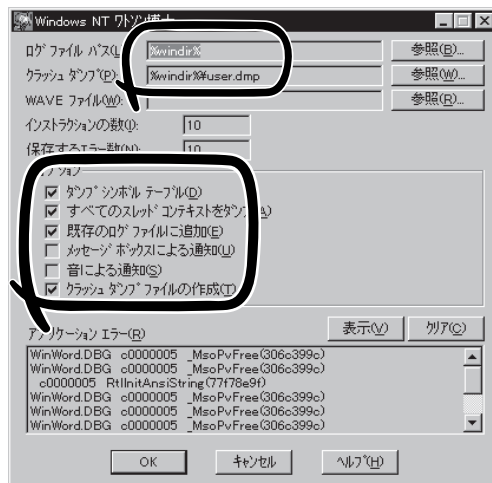 Windows NT ワトソン博士
ログ ファイル パス(L): %windir% 参照(B)...
クラッシュ ダンプ(P): %windir%¥user.dmp 参照(W)...
WAVE ファイル(W): 参照(R)...
インストラクションの数(I): 10
保存するエラー数(N): 10
オプション
ダンプ シンボル テーブル(D)
すべてのスレッド コンテキストをダンプ(A)
既存のログ ファイルに追加(E)
メッセージ ボックスによる通知(U)
音による通知(S)
クラッシュ ダンプ ファイルの作成(T)
アプリケーション エラー(R) 表示(V) クリア(C)
WinWord.DBG c0000005 _MsoPvFree(306c399c)
WinWord.DBG c0000005 _MsoPvFree(306c399c)
c0000005 RtlInitAnsiString(77f78e9f)
WinWord.DBG c0000005 _MsoPvFree(306c399c)
WinWord.DBG c0000005 _MsoPvFree(306c399c)
WinWord.DBG c0000005 _MsoPvFree(306c399c)
OK キャンセル ヘルプ(H)